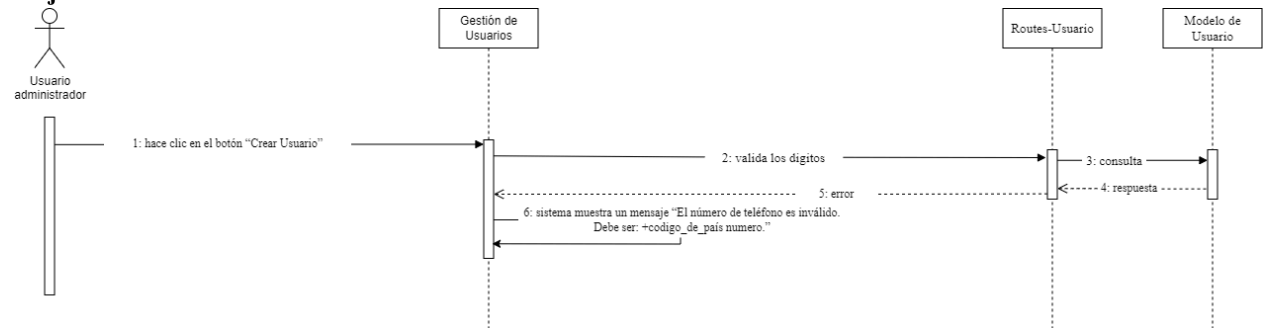 Usuario
administrador
Gestión de
Usuarios
Routes-Usuario
Modelo de
Usuario
1: hace clic en el botón “Crear Usuario”
2: valida los digitos
3: consulta
4: respuesta
5: error
6: sistema muestra un mensaje “El número de teléfono es inválido.
Debe ser: +codigo_de_país numero.”